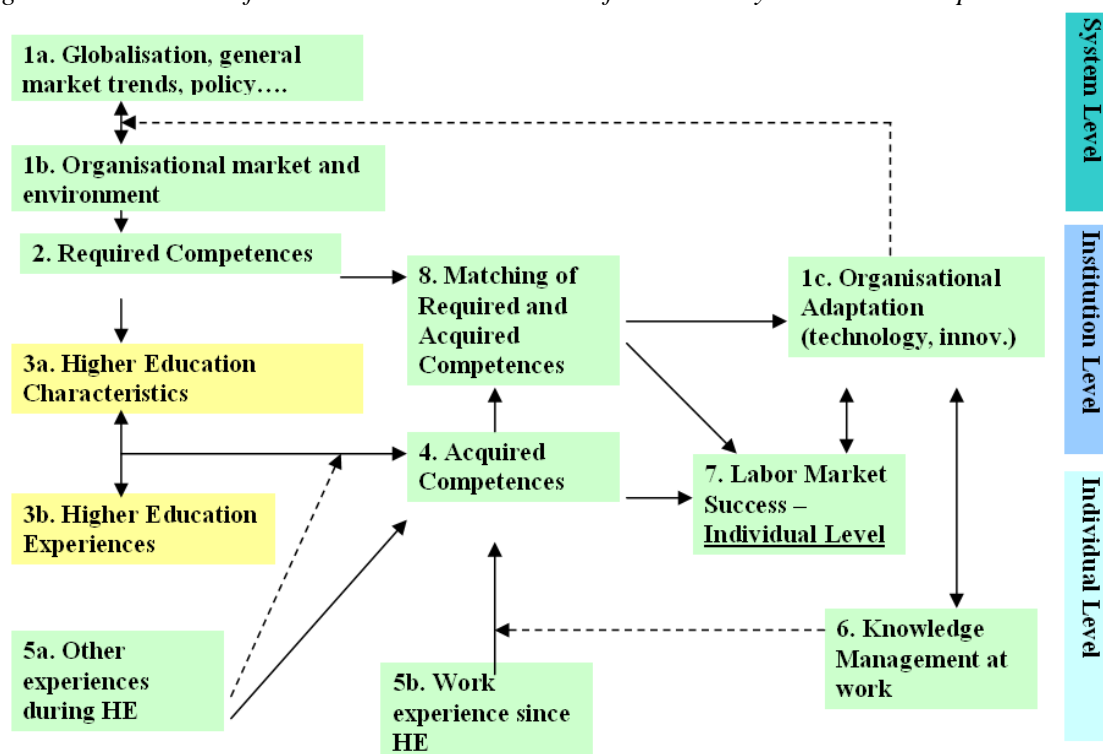 1a. Globalisation, general
market trends, policy….
1b. Organisational market and
environment
2. Required Competences
8. Matching of
Required and
Acquired
Competences
1c. Organisational
Adaptation
(technology, innov.)
3a. Higher Education
Characteristics
4. Acquired
Competences
7. Labor Market
Success –
Individual Level
3b. Higher Education
Experiences
5a. Other
experiences
during HE
5b. Work
experience since
HE
6. Knowledge
Management at
work
System Level
Institution Level
Individual Level